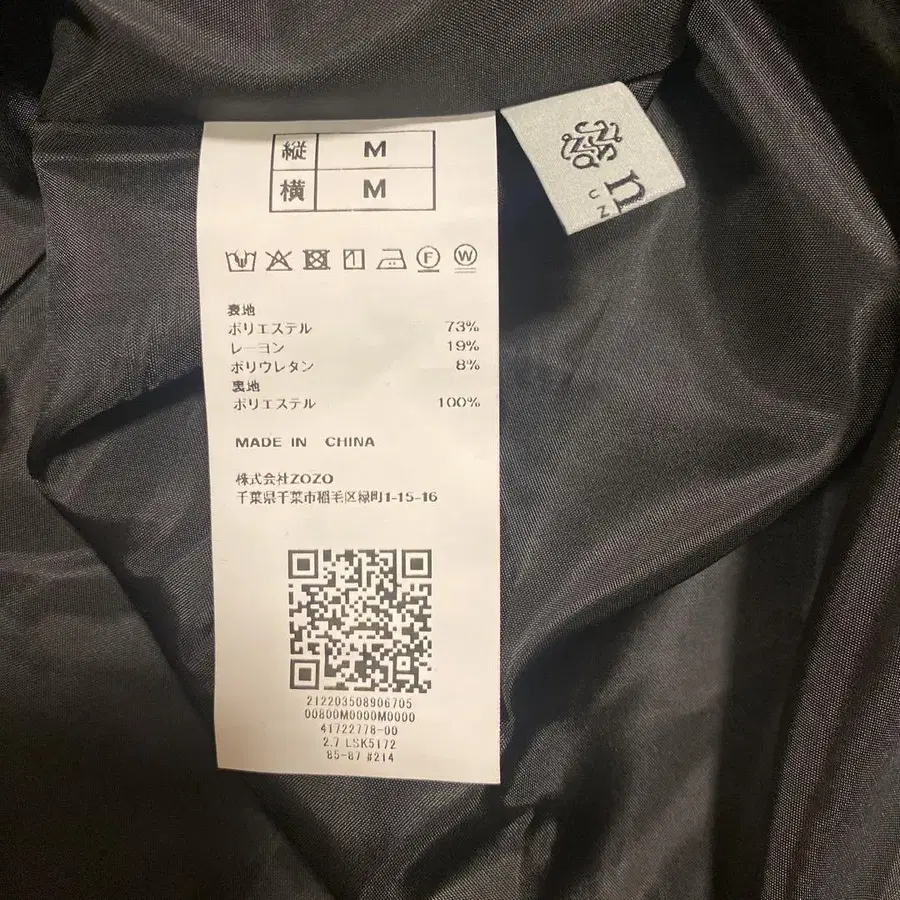 縦 M
横 M
F W
表地
ポリエステル 73%
レーヨン 19%
ポリウレタン 8%
裏地
ポリエステル 100%
MADE IN CHINA
株式会社ZOZO
千葉県千葉市稲毛区緑町1-15-16
212203508906705
00800M0000M0000
41722778-00
2.7 LSK5172
85-87 #214
n